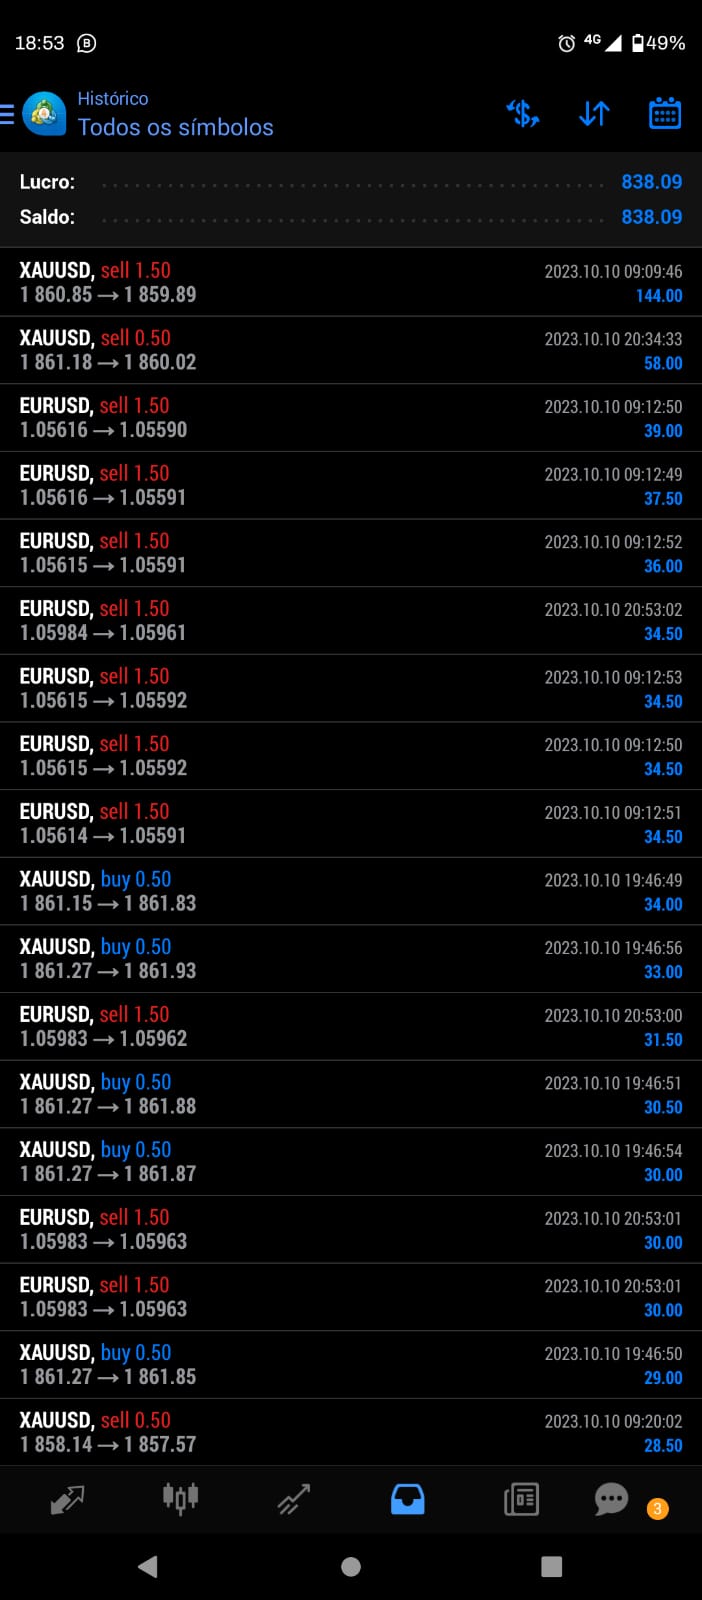 18:53 B 4G 49%
Histórico
Todos os símbolos
Lucro: 838.09
Saldo: 838.09
XAUUSD, sell 1.50 2023.10.10 09:09:46
1 860.85 → 1 859.89 144.00
XAUUSD, sell 0.50 2023.10.10 20:34:33
1 861.18 → 1 860.02 58.00
EURUSD, sell 1.50 2023.10.10 09:12:50
1.05616 → 1.05590 39.00
EURUSD, sell 1.50 2023.10.10 09:12:49
1.05616 → 1.05591 37.50
EURUSD, sell 1.50 2023.10.10 09:12:52
1.05615 → 1.05591 36.00
EURUSD, sell 1.50 2023.10.10 20:53:02
1.05984 → 1.05961 34.50
EURUSD, sell 1.50 2023.10.10 09:12:53
1.05615 → 1.05592 34.50
EURUSD, sell 1.50 2023.10.10 09:12:50
1.05615 → 1.05592 34.50
EURUSD, sell 1.50 2023.10.10 09:12:51
1.05614 → 1.05591 34.50
XAUUSD, buy 0.50 2023.10.10 19:46:49
1 861.15 → 1 861.83 34.00
XAUUSD, buy 0.50 2023.10.10 19:46:56
1 861.27 → 1 861.93 33.00
EURUSD, sell 1.50 2023.10.10 20:53:00
1.05983 → 1.05962 31.50
XAUUSD, buy 0.50 2023.10.10 19:46:51
1 861.27 → 1 861.88 30.50
XAUUSD, buy 0.50 2023.10.10 19:46:54
1 861.27 → 1 861.87 30.00
EURUSD, sell 1.50 2023.10.10 20:53:01
1.05983 → 1.05963 30.00
EURUSD, sell 1.50 2023.10.10 20:53:01
1.05983 → 1.05963 30.00
XAUUSD, buy 0.50 2023.10.10 19:46:50
1 861.27 → 1 861.85 29.00
XAUUSD, sell 0.50 2023.10.10 09:20:02
1 858.14 → 1 857.57 28.50
3